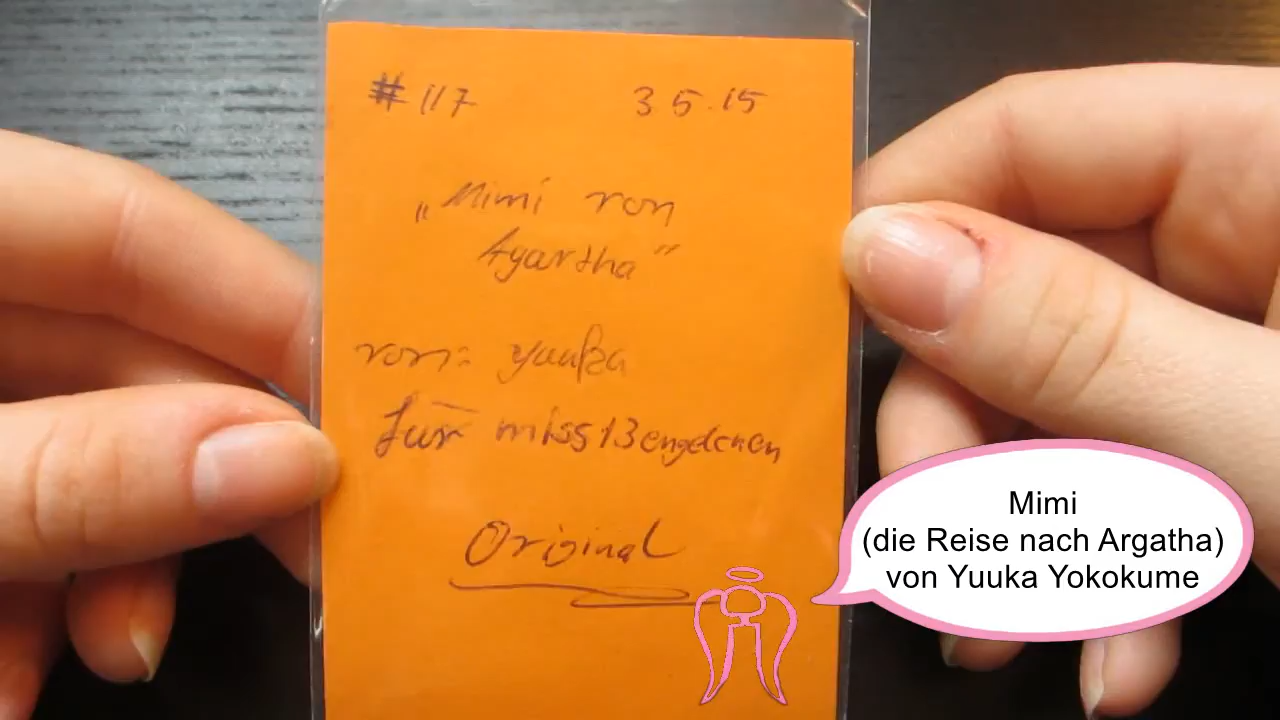 #117 3 5.15
„Mimi von
Agartha“
von: yuuka
für miss13engelchen
Original
Mimi
(die Reise nach Argatha)
von Yuuka Yokokume